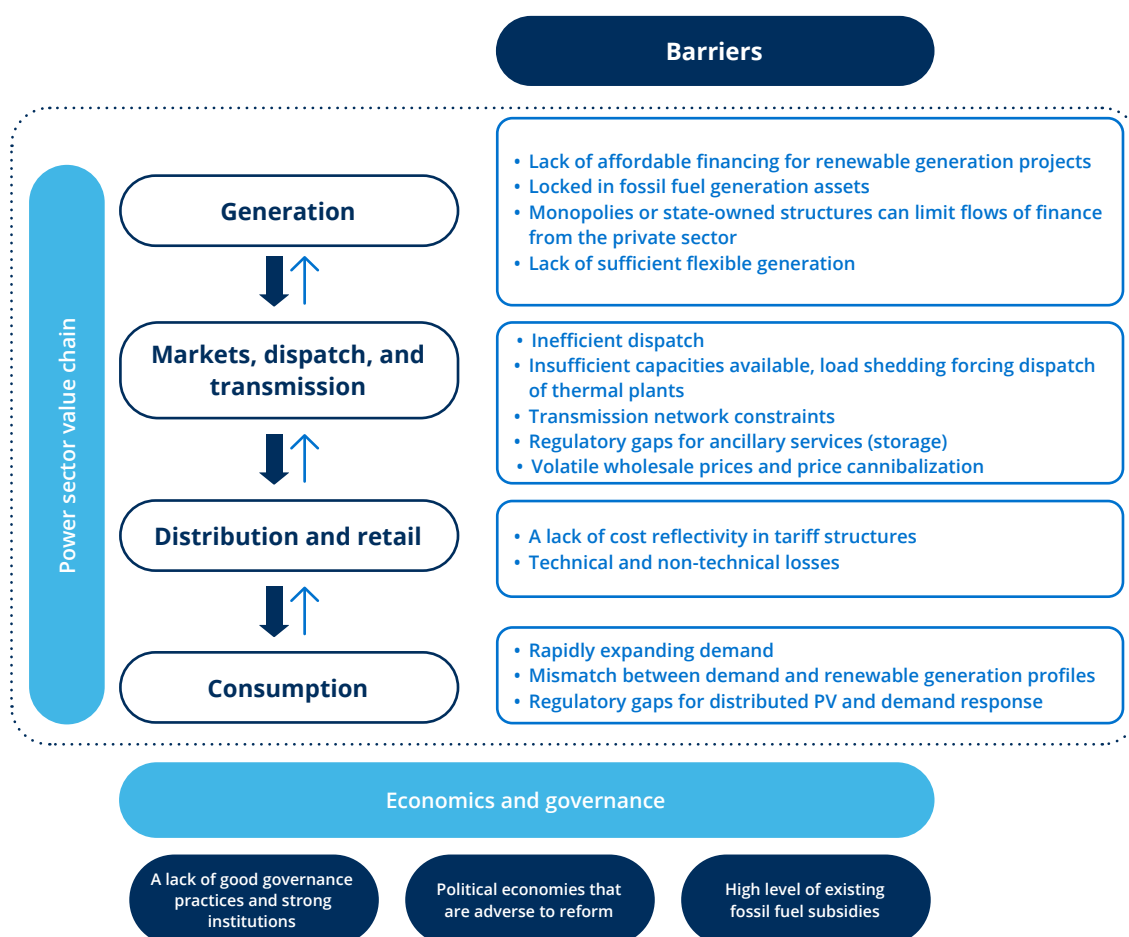 Barriers
Power sector value chain
Generation
• Lack of affordable financing for renewable generation projects
• Locked in fossil fuel generation assets
• Monopolies or state-owned structures can limit flows of finance
from the private sector
• Lack of sufficient flexible generation
Markets, dispatch, and
transmission
• Inefficient dispatch
• Insufficient capacities available, load shedding forcing dispatch
of thermal plants
• Transmission network constraints
• Regulatory gaps for ancillary services (storage)
• Volatile wholesale prices and price cannibalization
Distribution and retail
• A lack of cost reflectivity in tariff structures
• Technical and non-technical losses
Consumption
• Rapidly expanding demand
• Mismatch between demand and renewable generation profiles
• Regulatory gaps for distributed PV and demand response
Economics and governance
A lack of good governance
practices and strong
institutions
Political economies that
are adverse to reform
High level of existing
fossil fuel subsidies